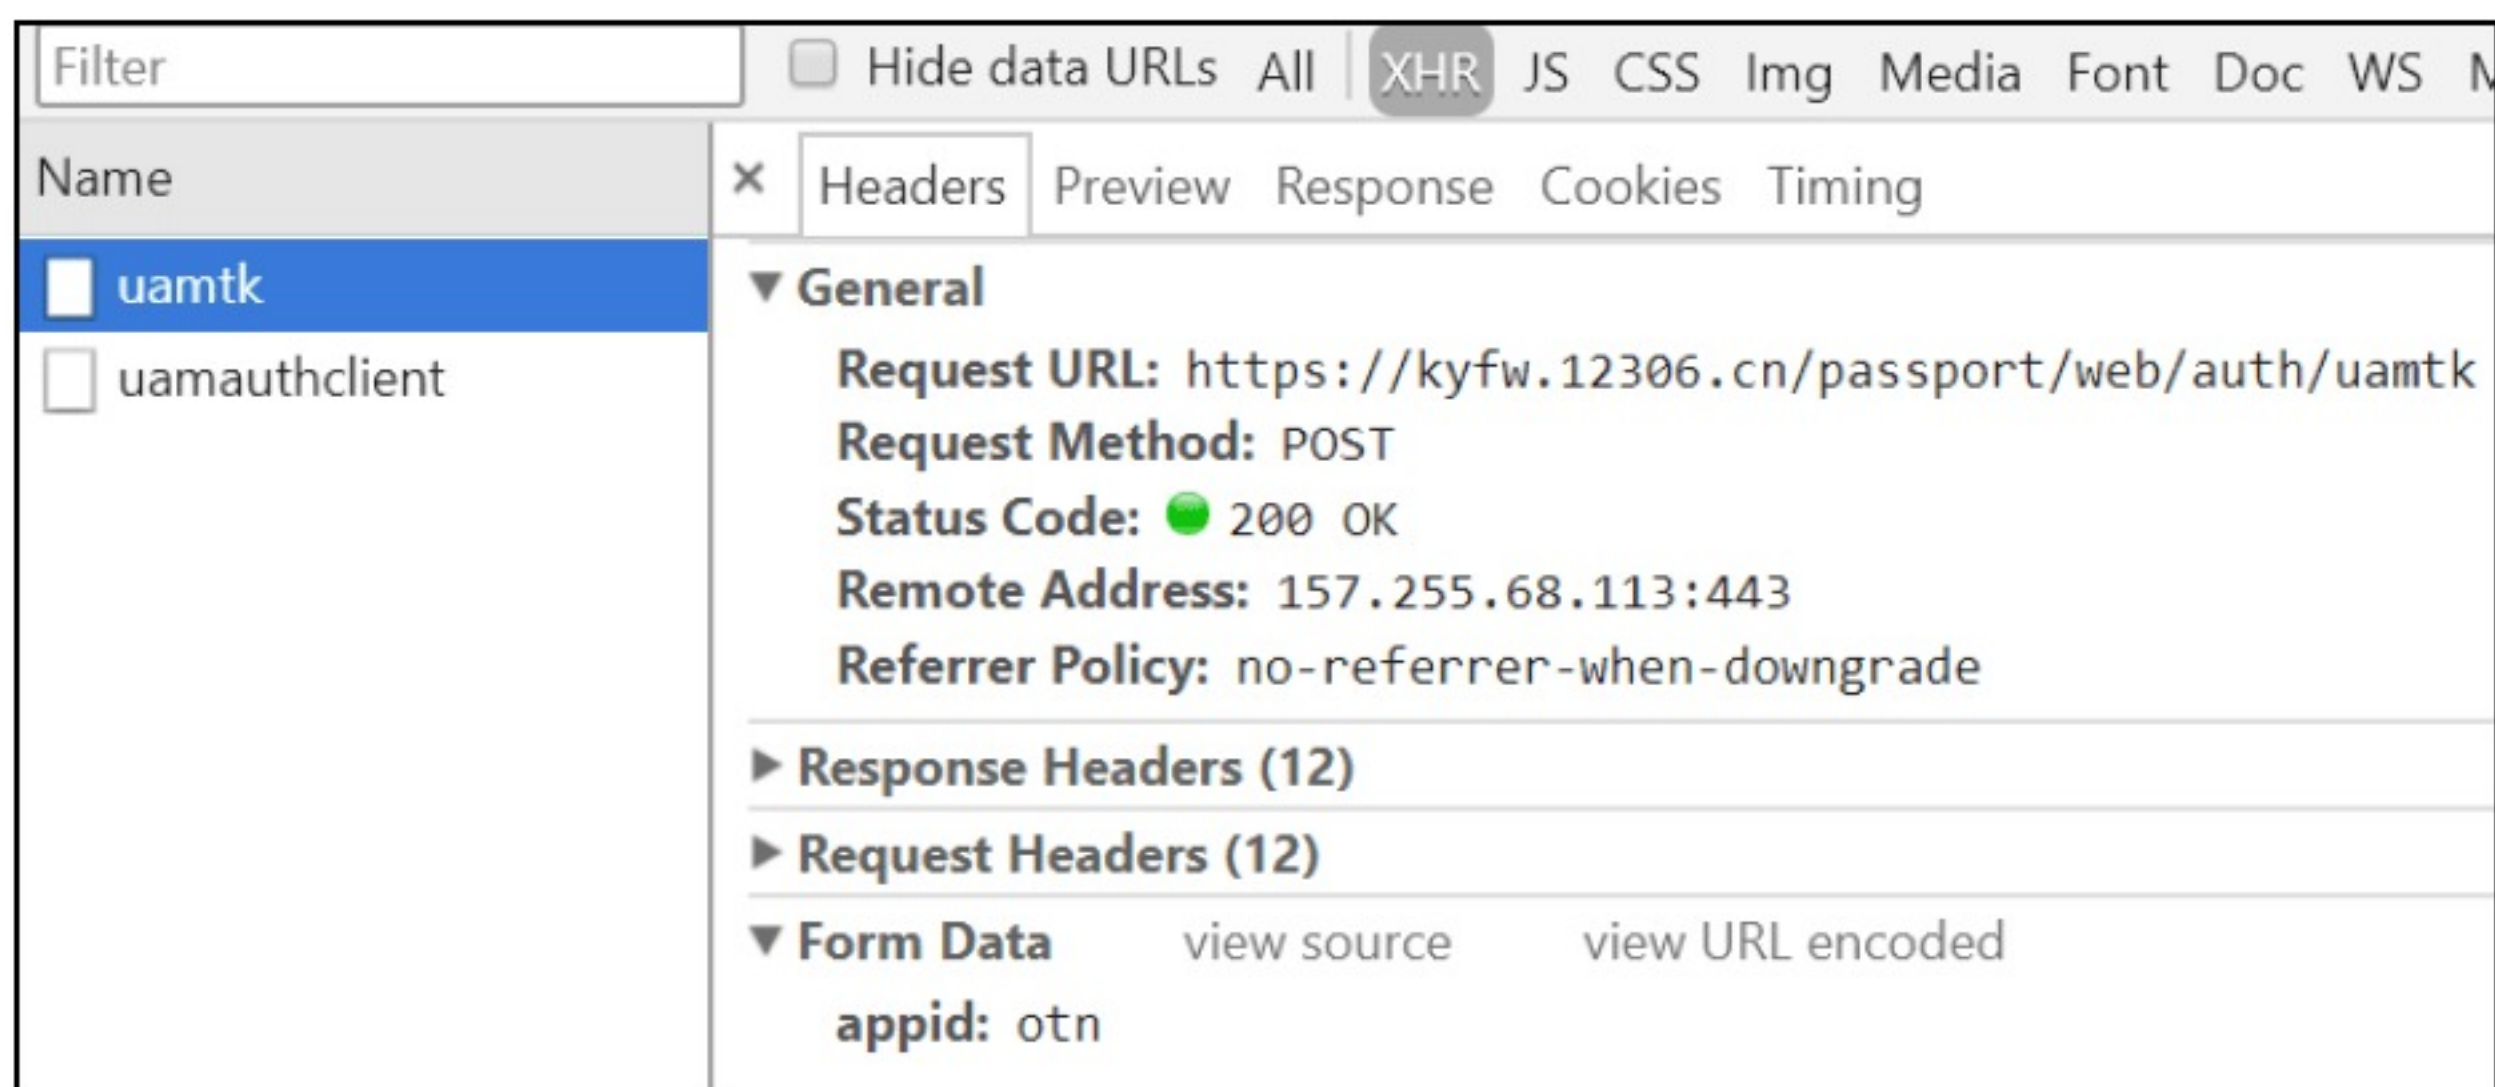 Filter Hide data URLs All XHR JS CSS Img Media Font Doc WS
Name
× Headers Preview Response Cookies Timing
uamtk
uamauthclient
▼ General
Request URL: https://kyfw.12306.cn/passport/web/auth/uamtk
Request Method: POST
Status Code: 200 OK
Remote Address: 157.255.68.113:443
Referrer Policy: no-referrer-when-downgrade
▶ Response Headers (12)
▶ Request Headers (12)
▼ Form Data view source view URL encoded
appid: otn